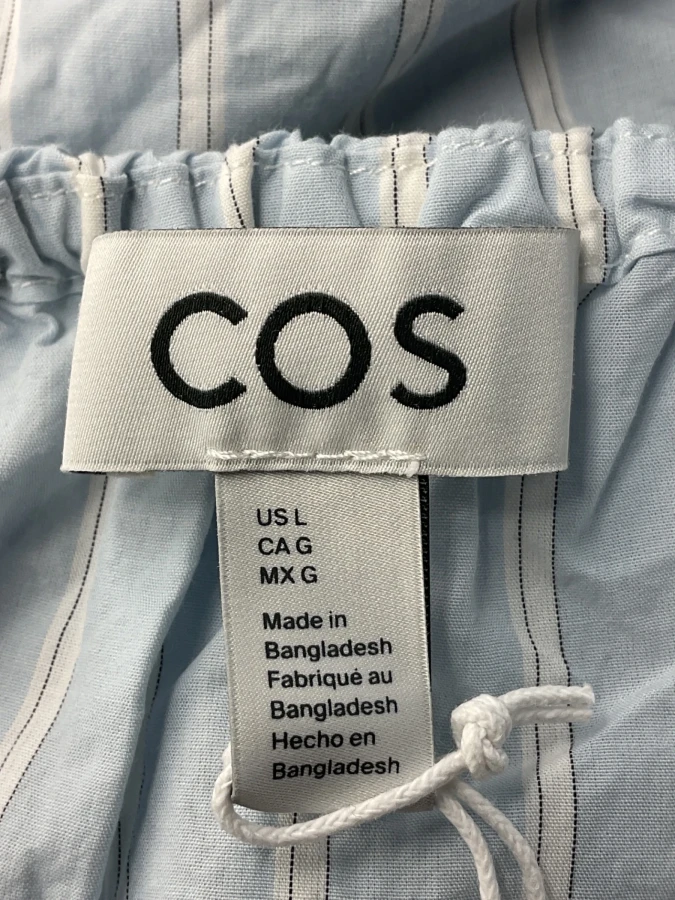 COS
US L
CA G
MX G
Made in
Bangladesh
Fabriqué au
Bangladesh
Hecho en
Bangladesh